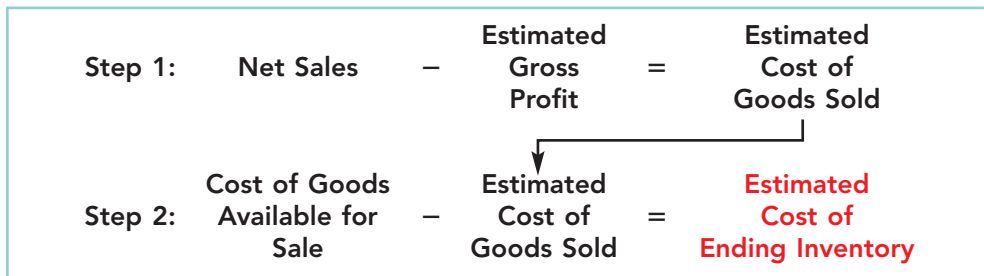 Estimated Estimated
Step 1: Net Sales − Gross = Cost of
Profit Goods Sold
Cost of Goods Estimated Estimated
Step 2: Available for − Cost of = Cost of
Sale Goods Sold Ending Inventory